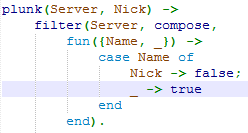 plunk(Server, Nick) ->
    filter(Server, compose,
        fun({Name, _}) ->
            case Name of
                Nick -> false;
                _ -> true
            end
        end).